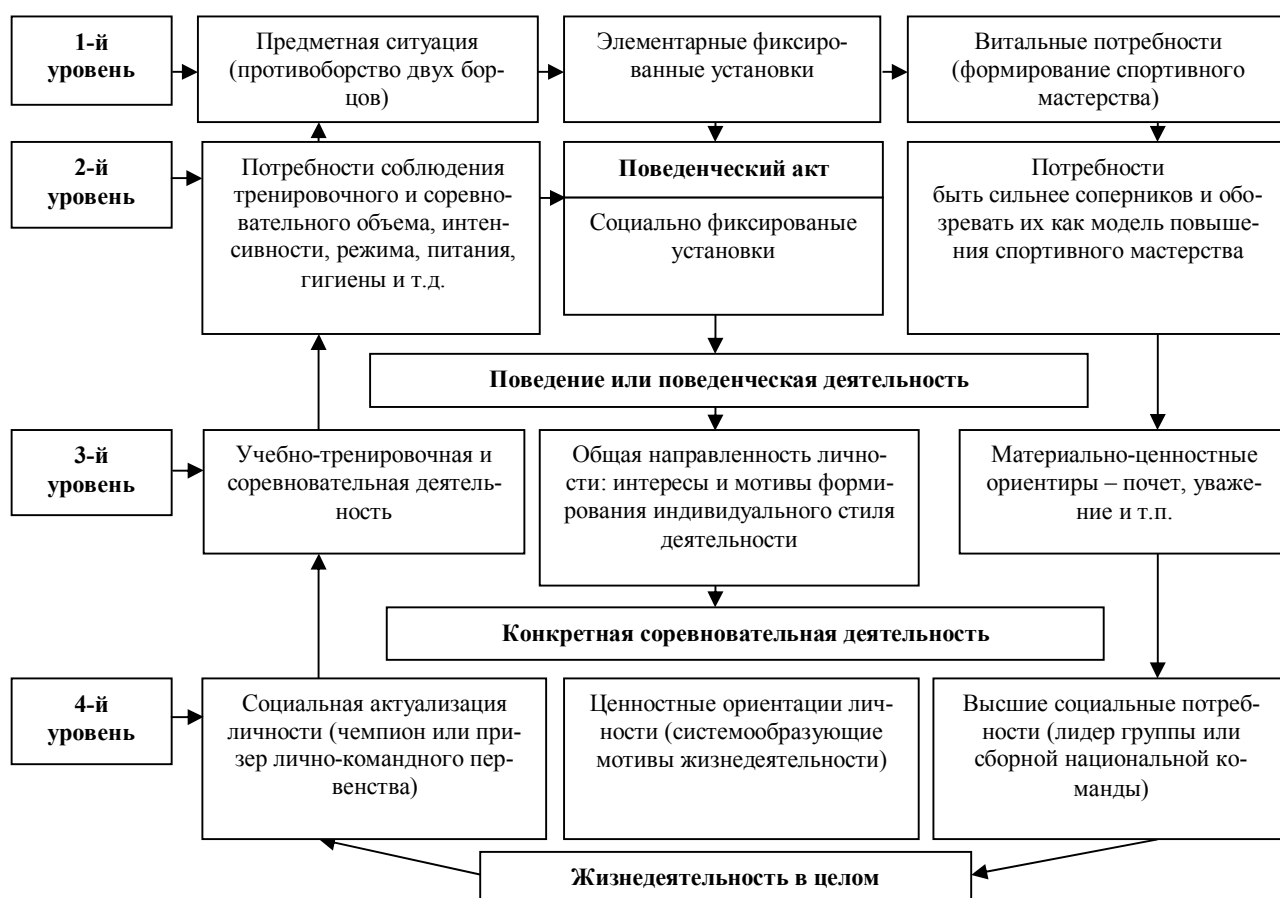 1-й
уровень
Предметная ситуация
(противоборство двух бор-
цов)
Элементарные фиксиро-
ванные установки
Витальные потребности
(формирование спортивного
мастерства)
2-й
уровень
Потребности соблюдения
тренировочного и соревно-
вательного объема, интен-
сивности, режима, питания,
гигиены и т.д.
Поведенческий акт
Социально фиксированые
установки
Потребности
быть сильнее соперников и обо-
зревать их как модель повыше-
ния спортивного мастерства
Поведение или поведенческая деятельность
3-й
уровень
Учебно-тренировочная и
соревновательная деятель-
ность
Общая направленность лично-
сти: интересы и мотивы форми-
рования индивидуального стиля
деятельности
Материально-ценностные
ориентиры – почет, уваже-
ние и т.п.
Конкретная соревновательная деятельность
4-й
уровень
Социальная актуализация
личности (чемпион или при-
зер лично-командного пер-
венства)
Ценностные ориентации лич-
ности (системообразующие
мотивы жизнедеятельности)
Высшие социальные потреб-
ности (лидер группы или
сборной национальной ко-
манды)
Жизнедеятельность в целом